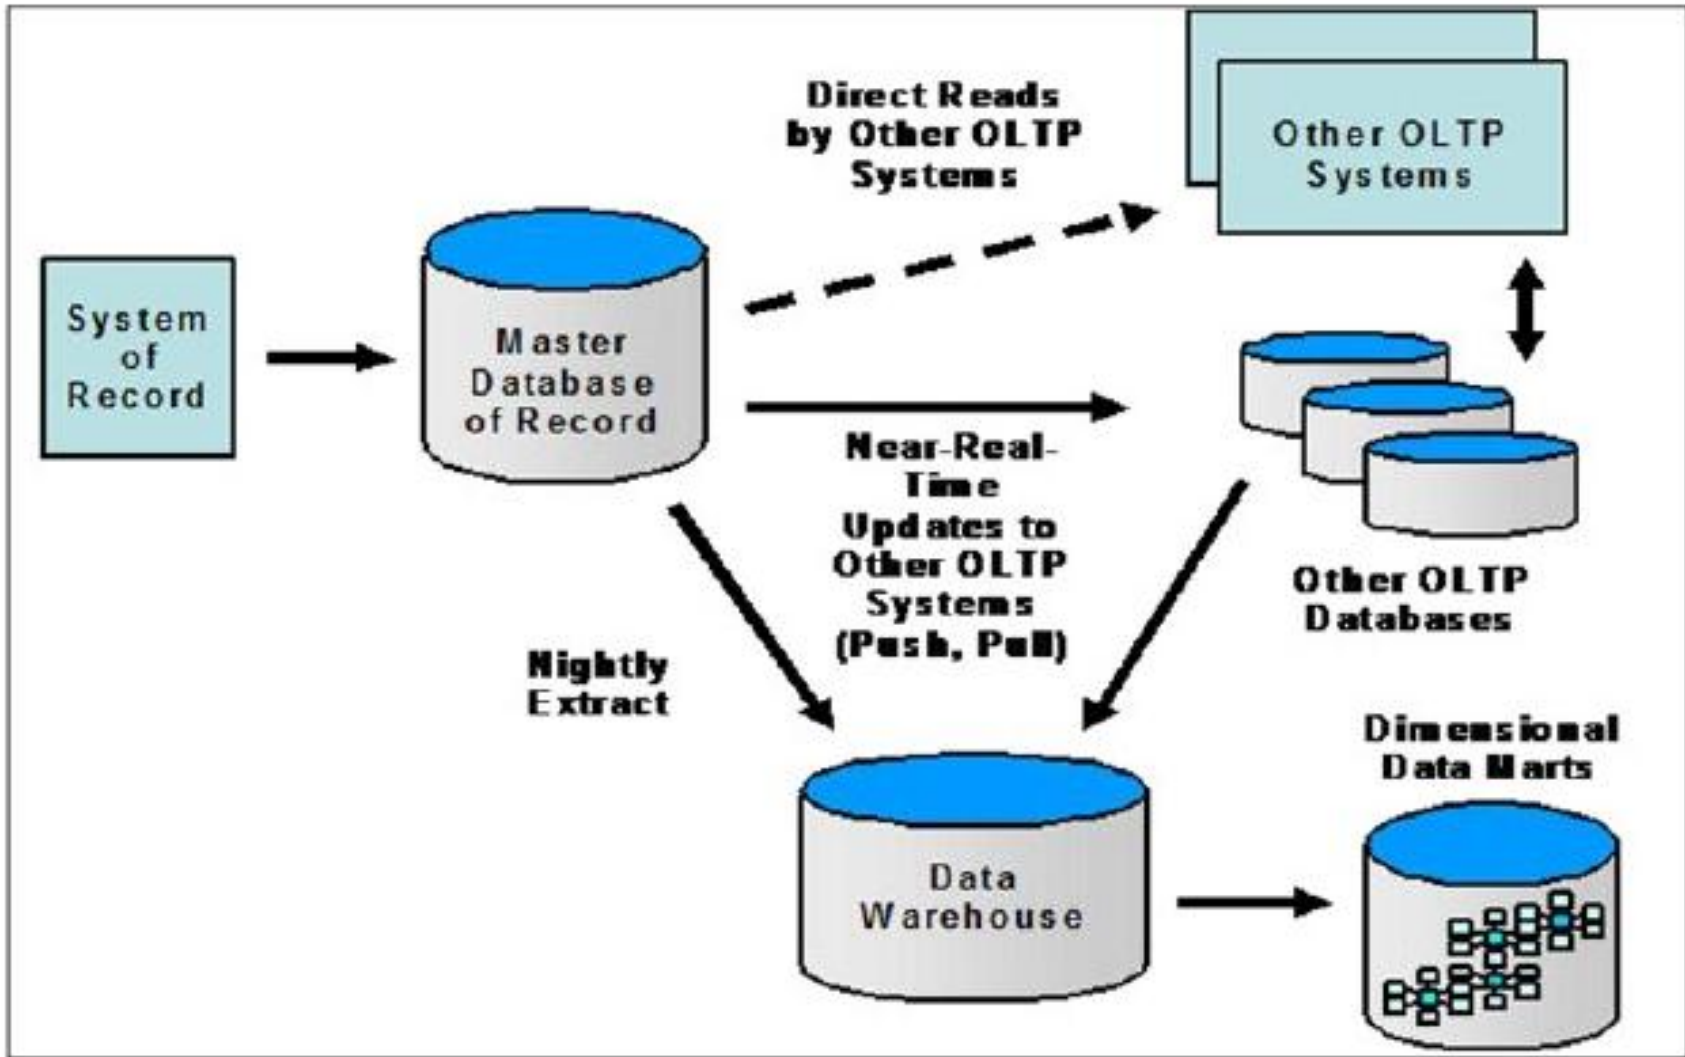 Direct Reads
by Other OLTP
Systems
Other OLTP
Systems
System
of
Record
Master
Database
of Record
Near-Real-
Time
Updates to
Other OLTP
Systems
(Push, Pull)
Other OLTP
Databases
Nightly
Extract
Dimensional
Data Marts
Data
Warehouse